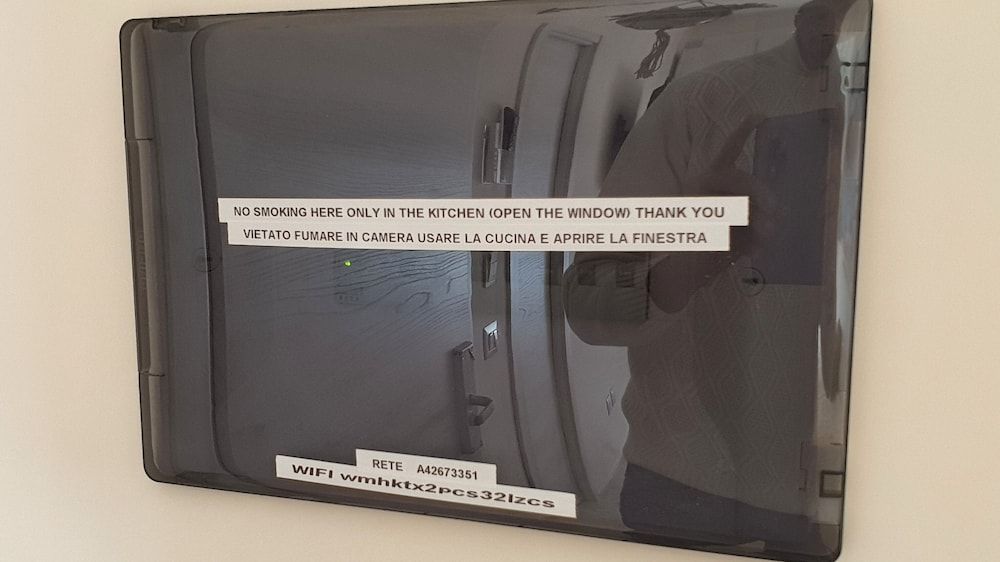 NO SMOKING HERE ONLY IN THE KITCHEN (OPEN THE WINDOW) THANK YOU
VIETATO FUMARE IN CAMERA USARE LA CUCINA E APRIRE LA FINESTRA
RETE A42673351
WIFI wmhktx2pcs32lzcs